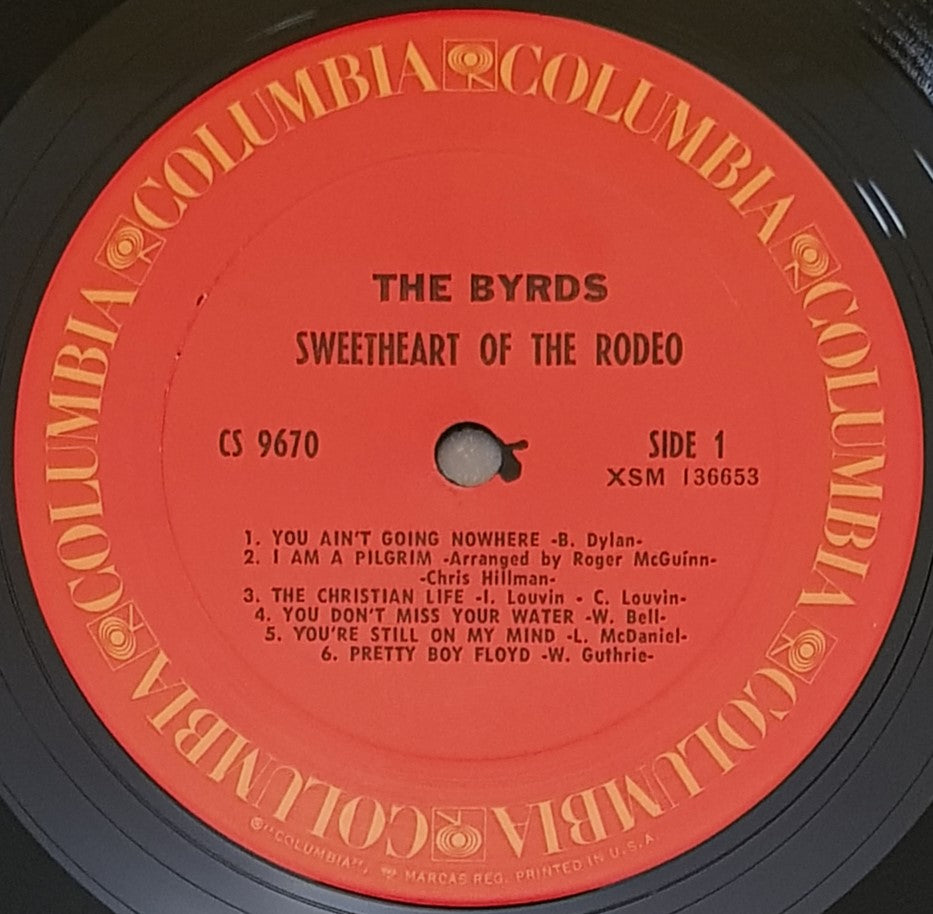 COLUMBIA COLUMBIA COLUMBIA COLUMBIA COLUMBIA COLUMBIA COLUMBIA
THE BYRDS
SWEETHEART OF THE RODEO
CS 9670
SIDE 1
XSM 136653
1. YOU AIN'T GOING NOWHERE -B. Dylan-
2. I AM A PILGRIM -Arranged by Roger McGuinn-
-Chris Hillman-
3. THE CHRISTIAN LIFE -I. Louvin - C. Louvin-
4. YOU DON'T MISS YOUR WATER -W. Bell-
5. YOU'RE STILL ON MY MIND -L. McDaniel-
6. PRETTY BOY FLOYD -W. Guthrie-
®"COLUMBIA", MARCAS REG. PRINTED IN U.S.A.